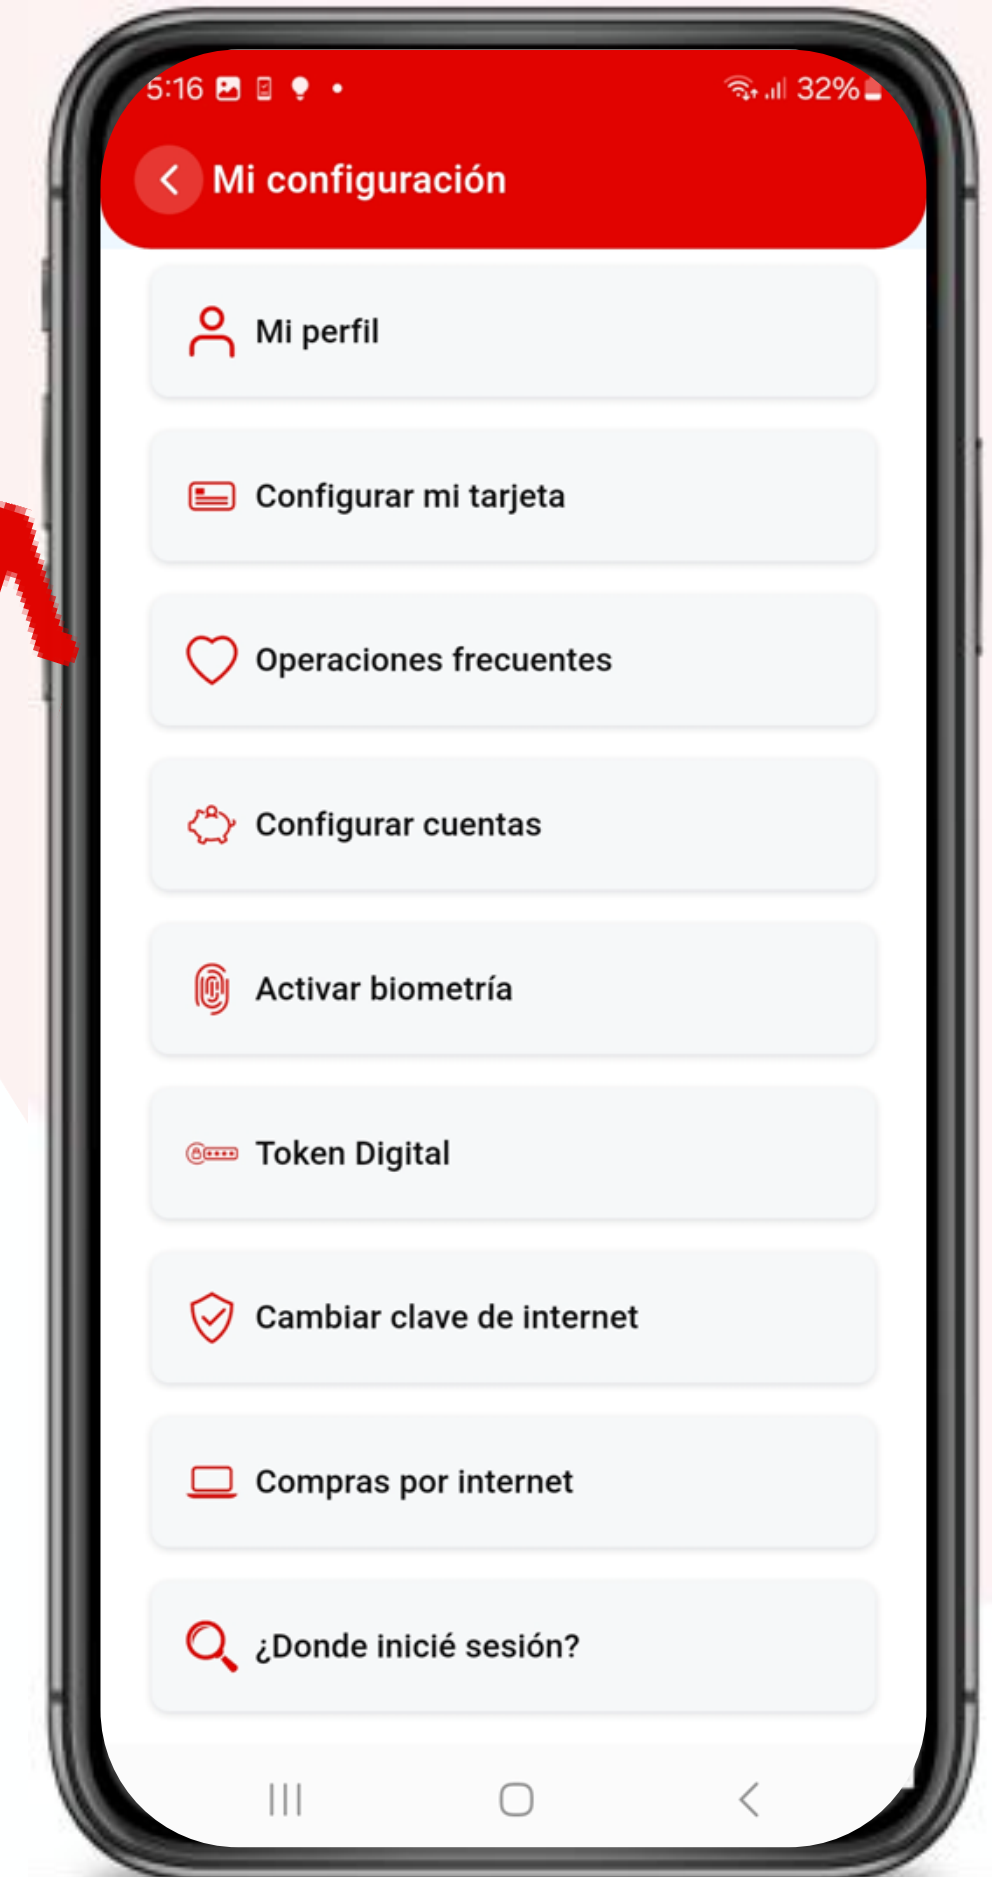 5:16 32%
Mi configuración
Mi perfil
Configurar mi tarjeta
Operaciones frecuentes
Configurar cuentas
Activar biometría
Token Digital
Cambiar clave de internet
Compras por internet
¿Donde inicié sesión?